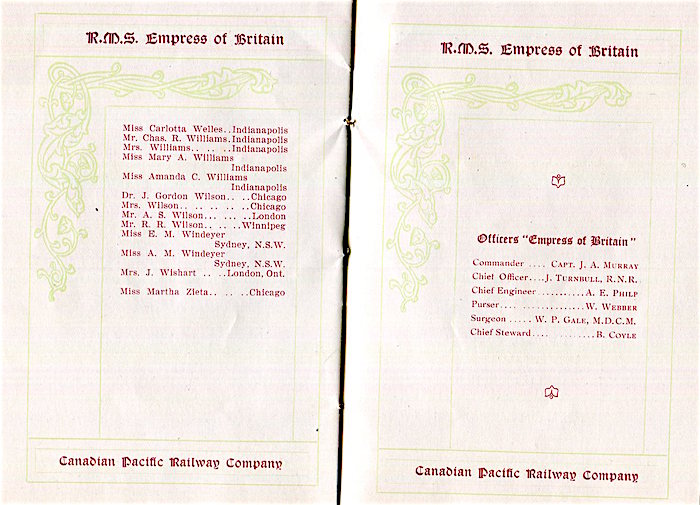 R.M.S. Empress of Britain
Miss Carlotta Welles..Indianapolis
Mr. Chas. R. Williams.Indianapolis
Mrs. Williams.. .. ..Indianapolis
Miss Mary A. Williams
Indianapolis
Miss Amanda C. Williams
Indianapolis
Dr. J. Gordon Wilson.. ..Chicago
Mrs. Wilson.. .. .. .. ..Chicago
Mr. A. S. Wilson... ... ..London
Mr. R. R. Wilson.. .. ..Winnipeg
Miss E. M. Windeyer
Sydney, N.S.W.
Miss A. M. Windeyer
Sydney, N.S.W.
Mrs. J. Wishart .. ..London, Ont.
Miss Martha Zieta.. .. ..Chicago
Canadian Pacific Railway Company
R.M.S. Empress of Britain
Officers "Empress of Britain"
Commander .... CAPT. J. A. MURRAY
Chief Officer....J. TURNBULL, R.N.R.
Chief Engineer ...........A. E. PHILP
Purser.... .................W. WEBBER
Surgeon ..... W. P. GALE, M.D.C.M.
Chief Steward.... ............B. COYLE
Canadian Pacific Railway Company